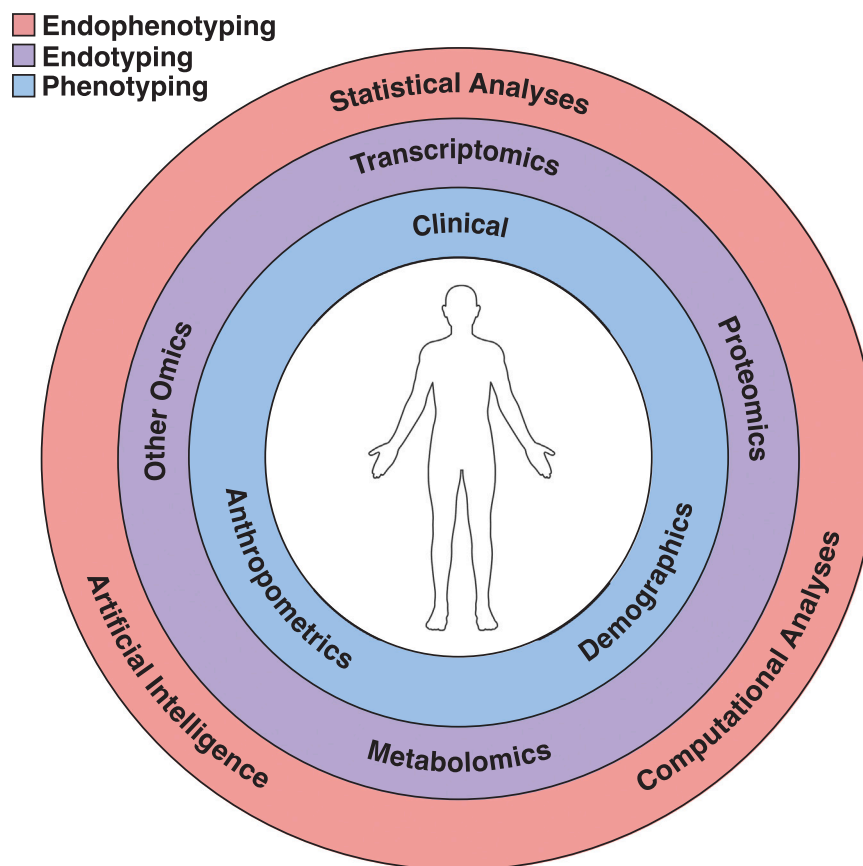 Endophenotyping
Endotyping
Phenotyping
Statistical Analyses
Transcriptomics
Clinical
Other Omics
Proteomics
Anthropometrics
Demographics
Artificial Intelligence
Computational Analyses
Metabolomics